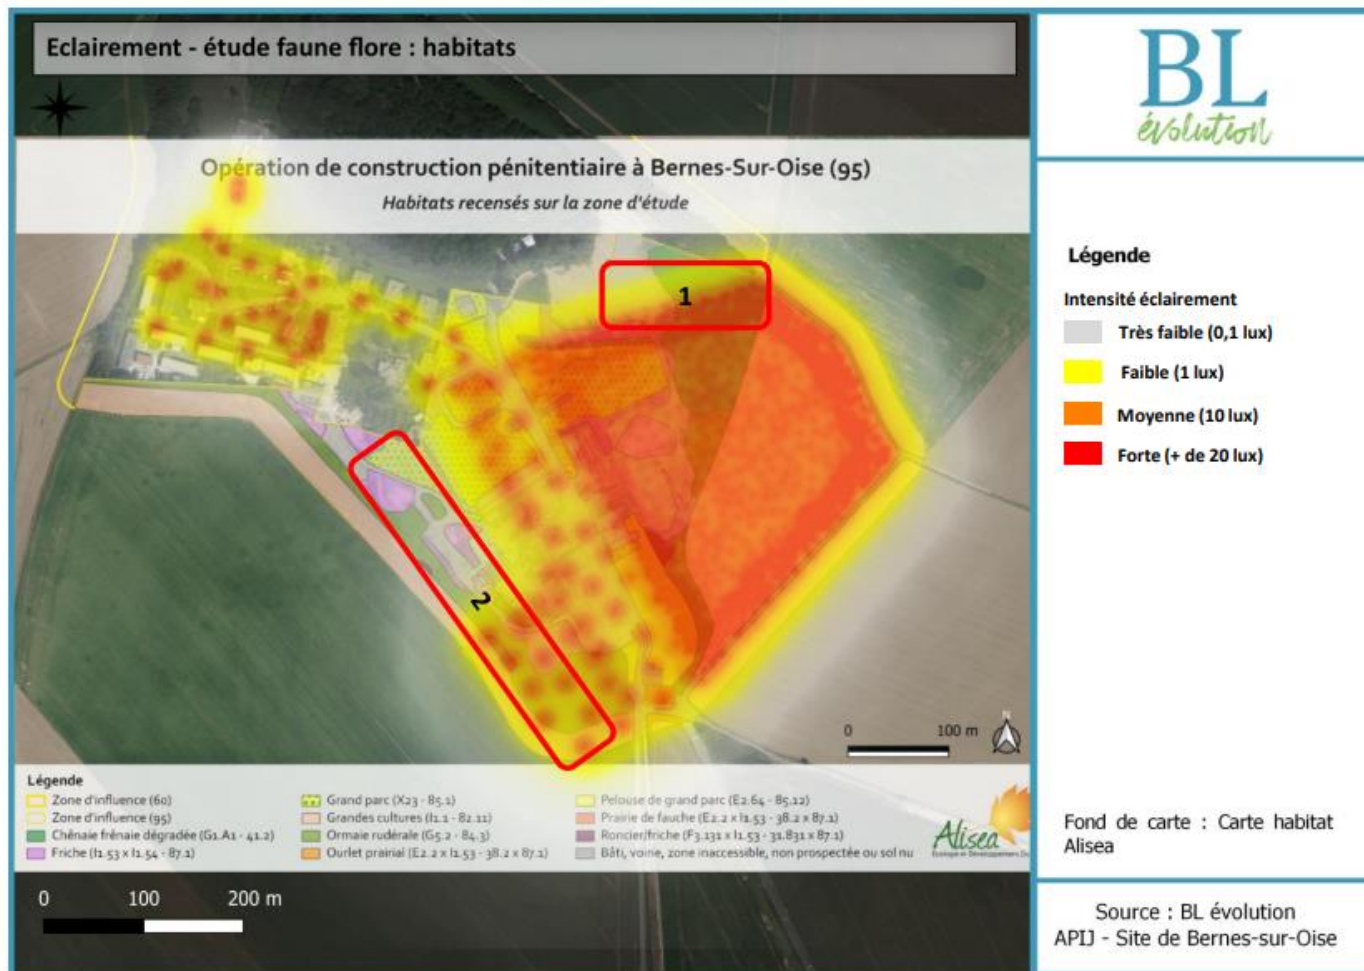 Eclairement - étude faune flore : habitats
BL
évolution
Opération de construction pénitentiaire à Bernes-Sur-Oise (95)
Habitats recensés sur la zone d'étude
1
2
Légende
Intensité éclairement
Très faible (0,1 lux)
Faible (1 lux)
Moyenne (10 lux)
Forte (+ de 20 lux)
0 100 m
Légende
Zone d'influence (60)
Zone d'influence (95)
Chênaie frênaie dégradée (G1.A1 - 41.2)
Friche (I1.53 x I1.54 - 87.1)
Grand parc (X23 - 85.1)
Grandes cultures (I1.1 - 82.11)
Ormaie rudérale (G5.2 - 84.3)
Ourlet prairial (E2.2 x I1.53 - 38.2 x 87.1)
Pelouse de grand parc (E2.64 - 85.12)
Prairie de fauche (E2.2 x I1.53 - 38.2 x 87.1)
Roncier/friche (F3.131 x I1.53 - 31.831 x 87.1)
Bâti, voirie, zone inaccessible, non prospectée ou sol nu
Alisea
0 100 200 m
Fond de carte : Carte habitat
Alisea
Source : BL évolution
APIJ - Site de Bernes-sur-Oise